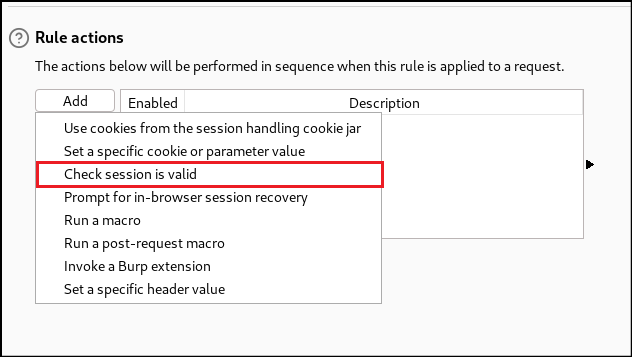 Rule actions
The actions below will be performed in sequence when this rule is applied to a request.
Add Enabled Description
Use cookies from the session handling cookie jar
Set a specific cookie or parameter value
Check session is valid
Prompt for in-browser session recovery
Run a macro
Run a post-request macro
Invoke a Burp extension
Set a specific header value